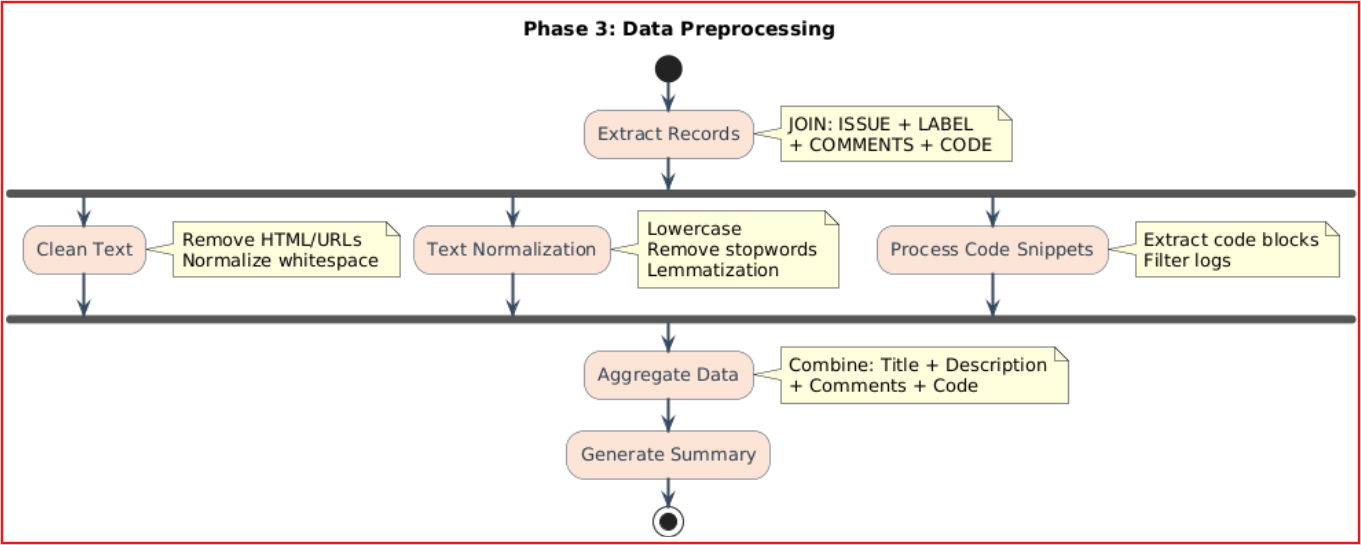 Phase 3: Data Preprocessing
Extract Records
JOIN: ISSUE + LABEL
+ COMMENTS + CODE
Clean Text
Remove HTML/URLs
Normalize whitespace
Text Normalization
Lowercase
Remove stopwords
Lemmatization
Process Code Snippets
Extract code blocks
Filter logs
Aggregate Data
Combine: Title + Description
+ Comments + Code
Generate Summary